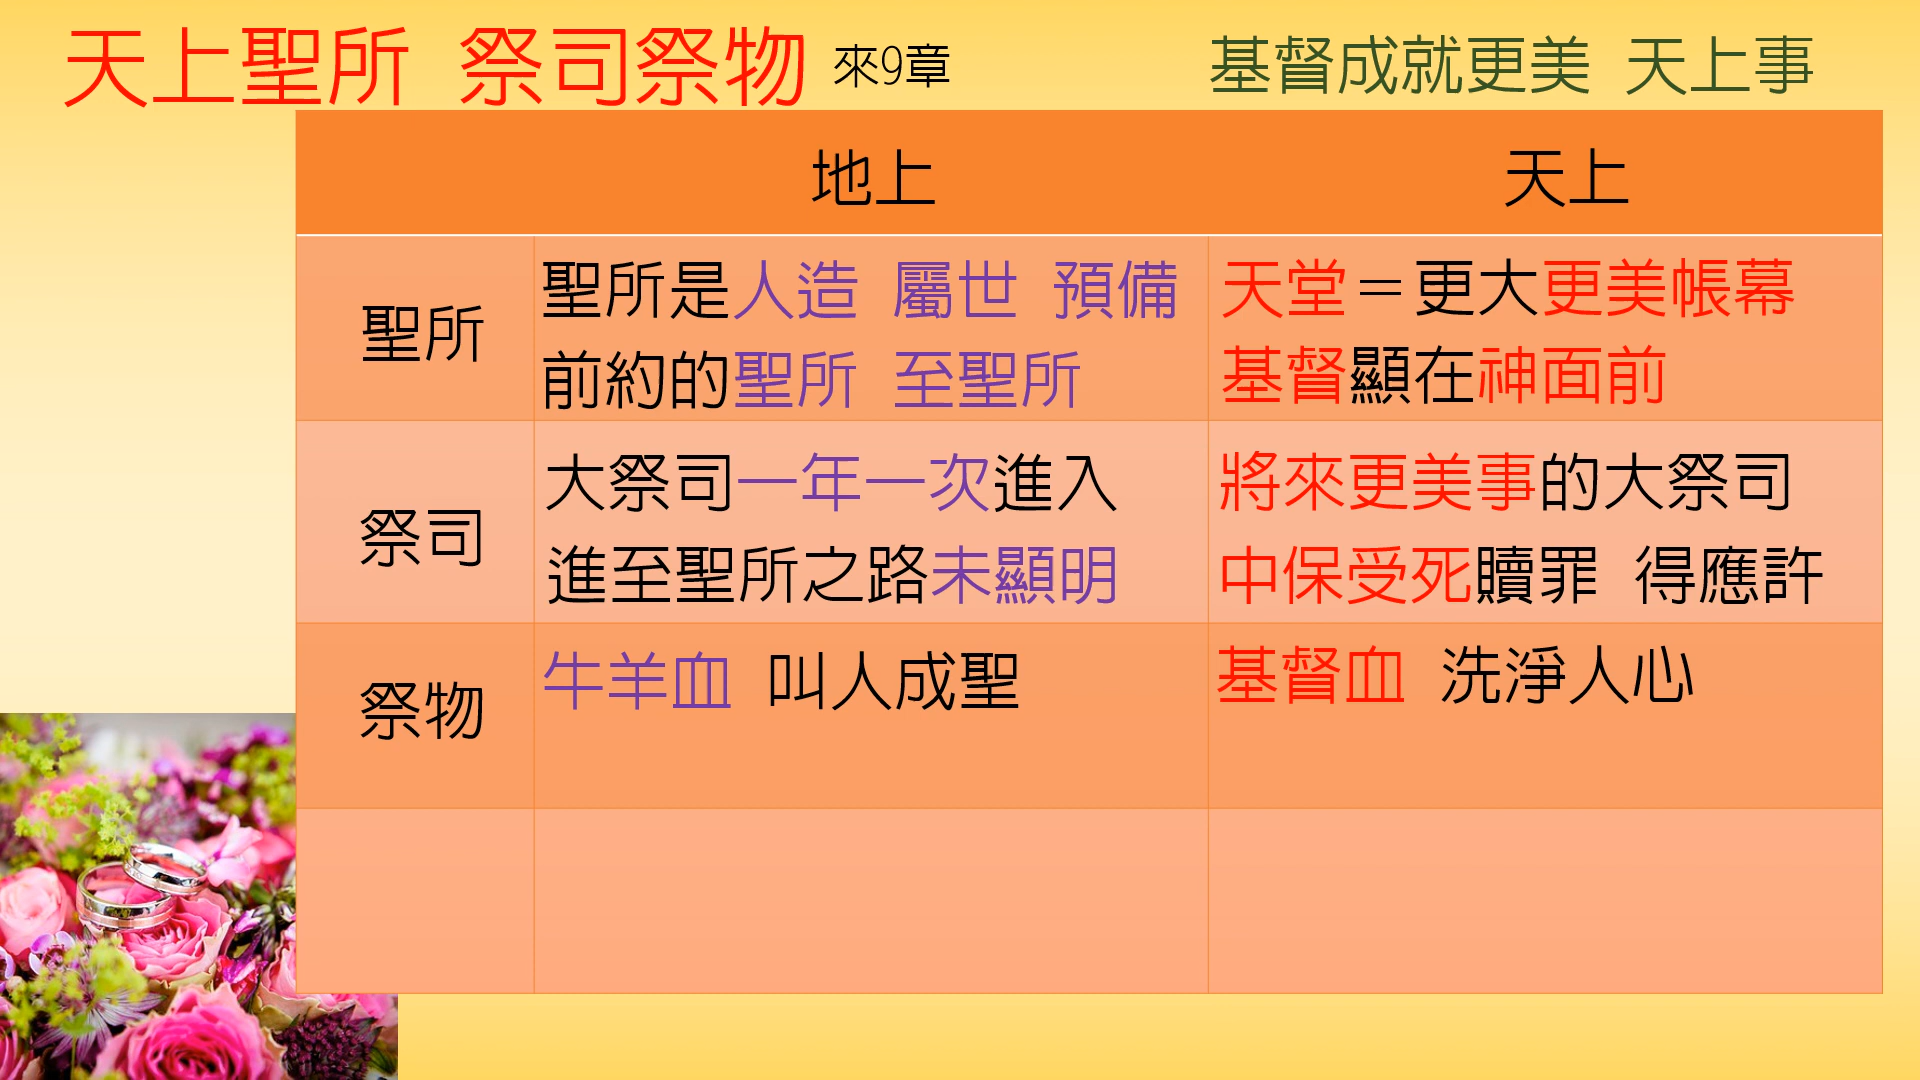 天上聖所 祭司祭物 來9章 基督成就更美 天上事
地上 天上
聖所
聖所是人造 屬世 預備
前約的聖所 至聖所
天堂＝更大更美帳幕
基督顯在神面前
祭司
大祭司一年一次進入
進至聖所之路未顯明
將來更美事的大祭司
中保受死贖罪 得應許
祭物
牛羊血 叫人成聖
基督血 洗淨人心